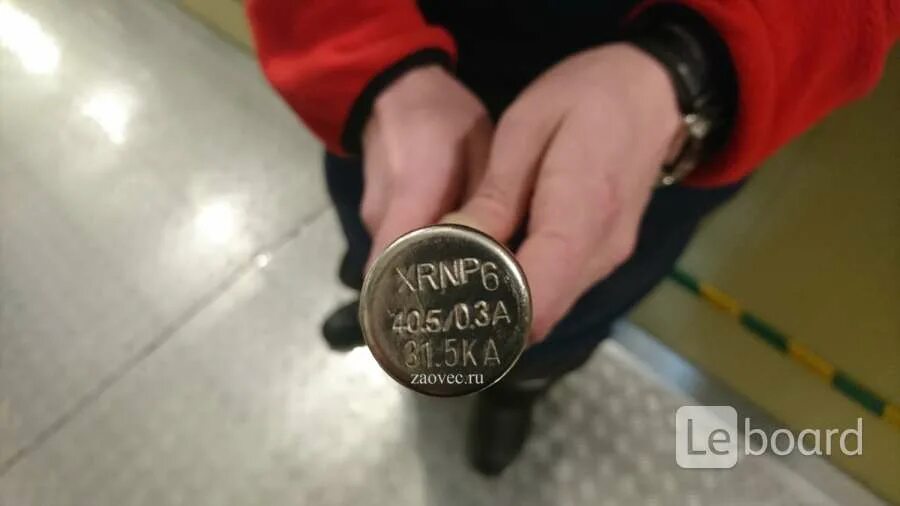 XRNP6
40.5/0.3A
31.5KA
zaovec.ru
Leboard